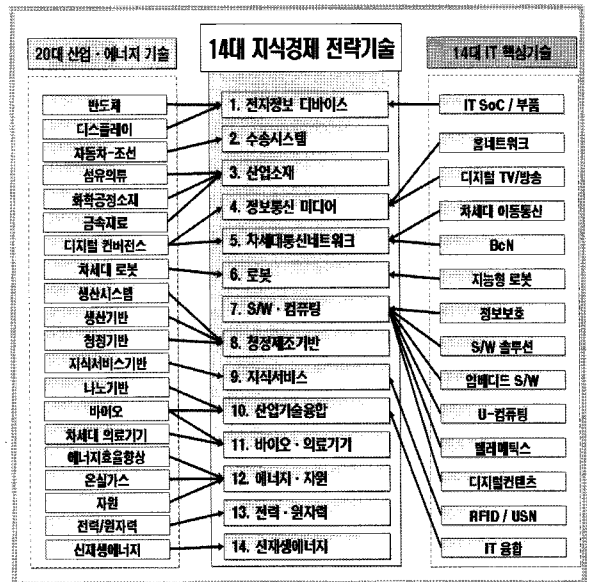 20대 산업·에너지 기술
반도체
디스플레이
자동차-조선
섬유의류
화학공정소재
금속재료
디지털 컨버전스
차세대 로봇
생산시스템
생산기반
청정기반
지식서비스기반
나노기반
바이오
차세대 의료기기
에너지효율향상
온실가스
자원
전력/원자력
신재생에너지
14대 지식경제 전략기술
1. 전자정보 디바이스
2. 수송시스템
3. 산업소재
4. 정보통신 미디어
5. 차세대통신네트워크
6. 로봇
7. S/W·컴퓨팅
8. 청정제조기반
9. 지식서비스
10. 산업기술융합
11. 바이오·의료기기
12. 에너지·자원
13. 전력·원자력
14. 신재생에너지
14대 IT 핵심기술
IT SoC / 부품
홈네트워크
디지털 TV/방송
차세대 이동통신
BcN
지능형 로봇
정보보호
S/W 솔루션
임베디드 S/W
U-컴퓨팅
텔레메틱스
디지털컨텐츠
RFID / USN
IT 융합